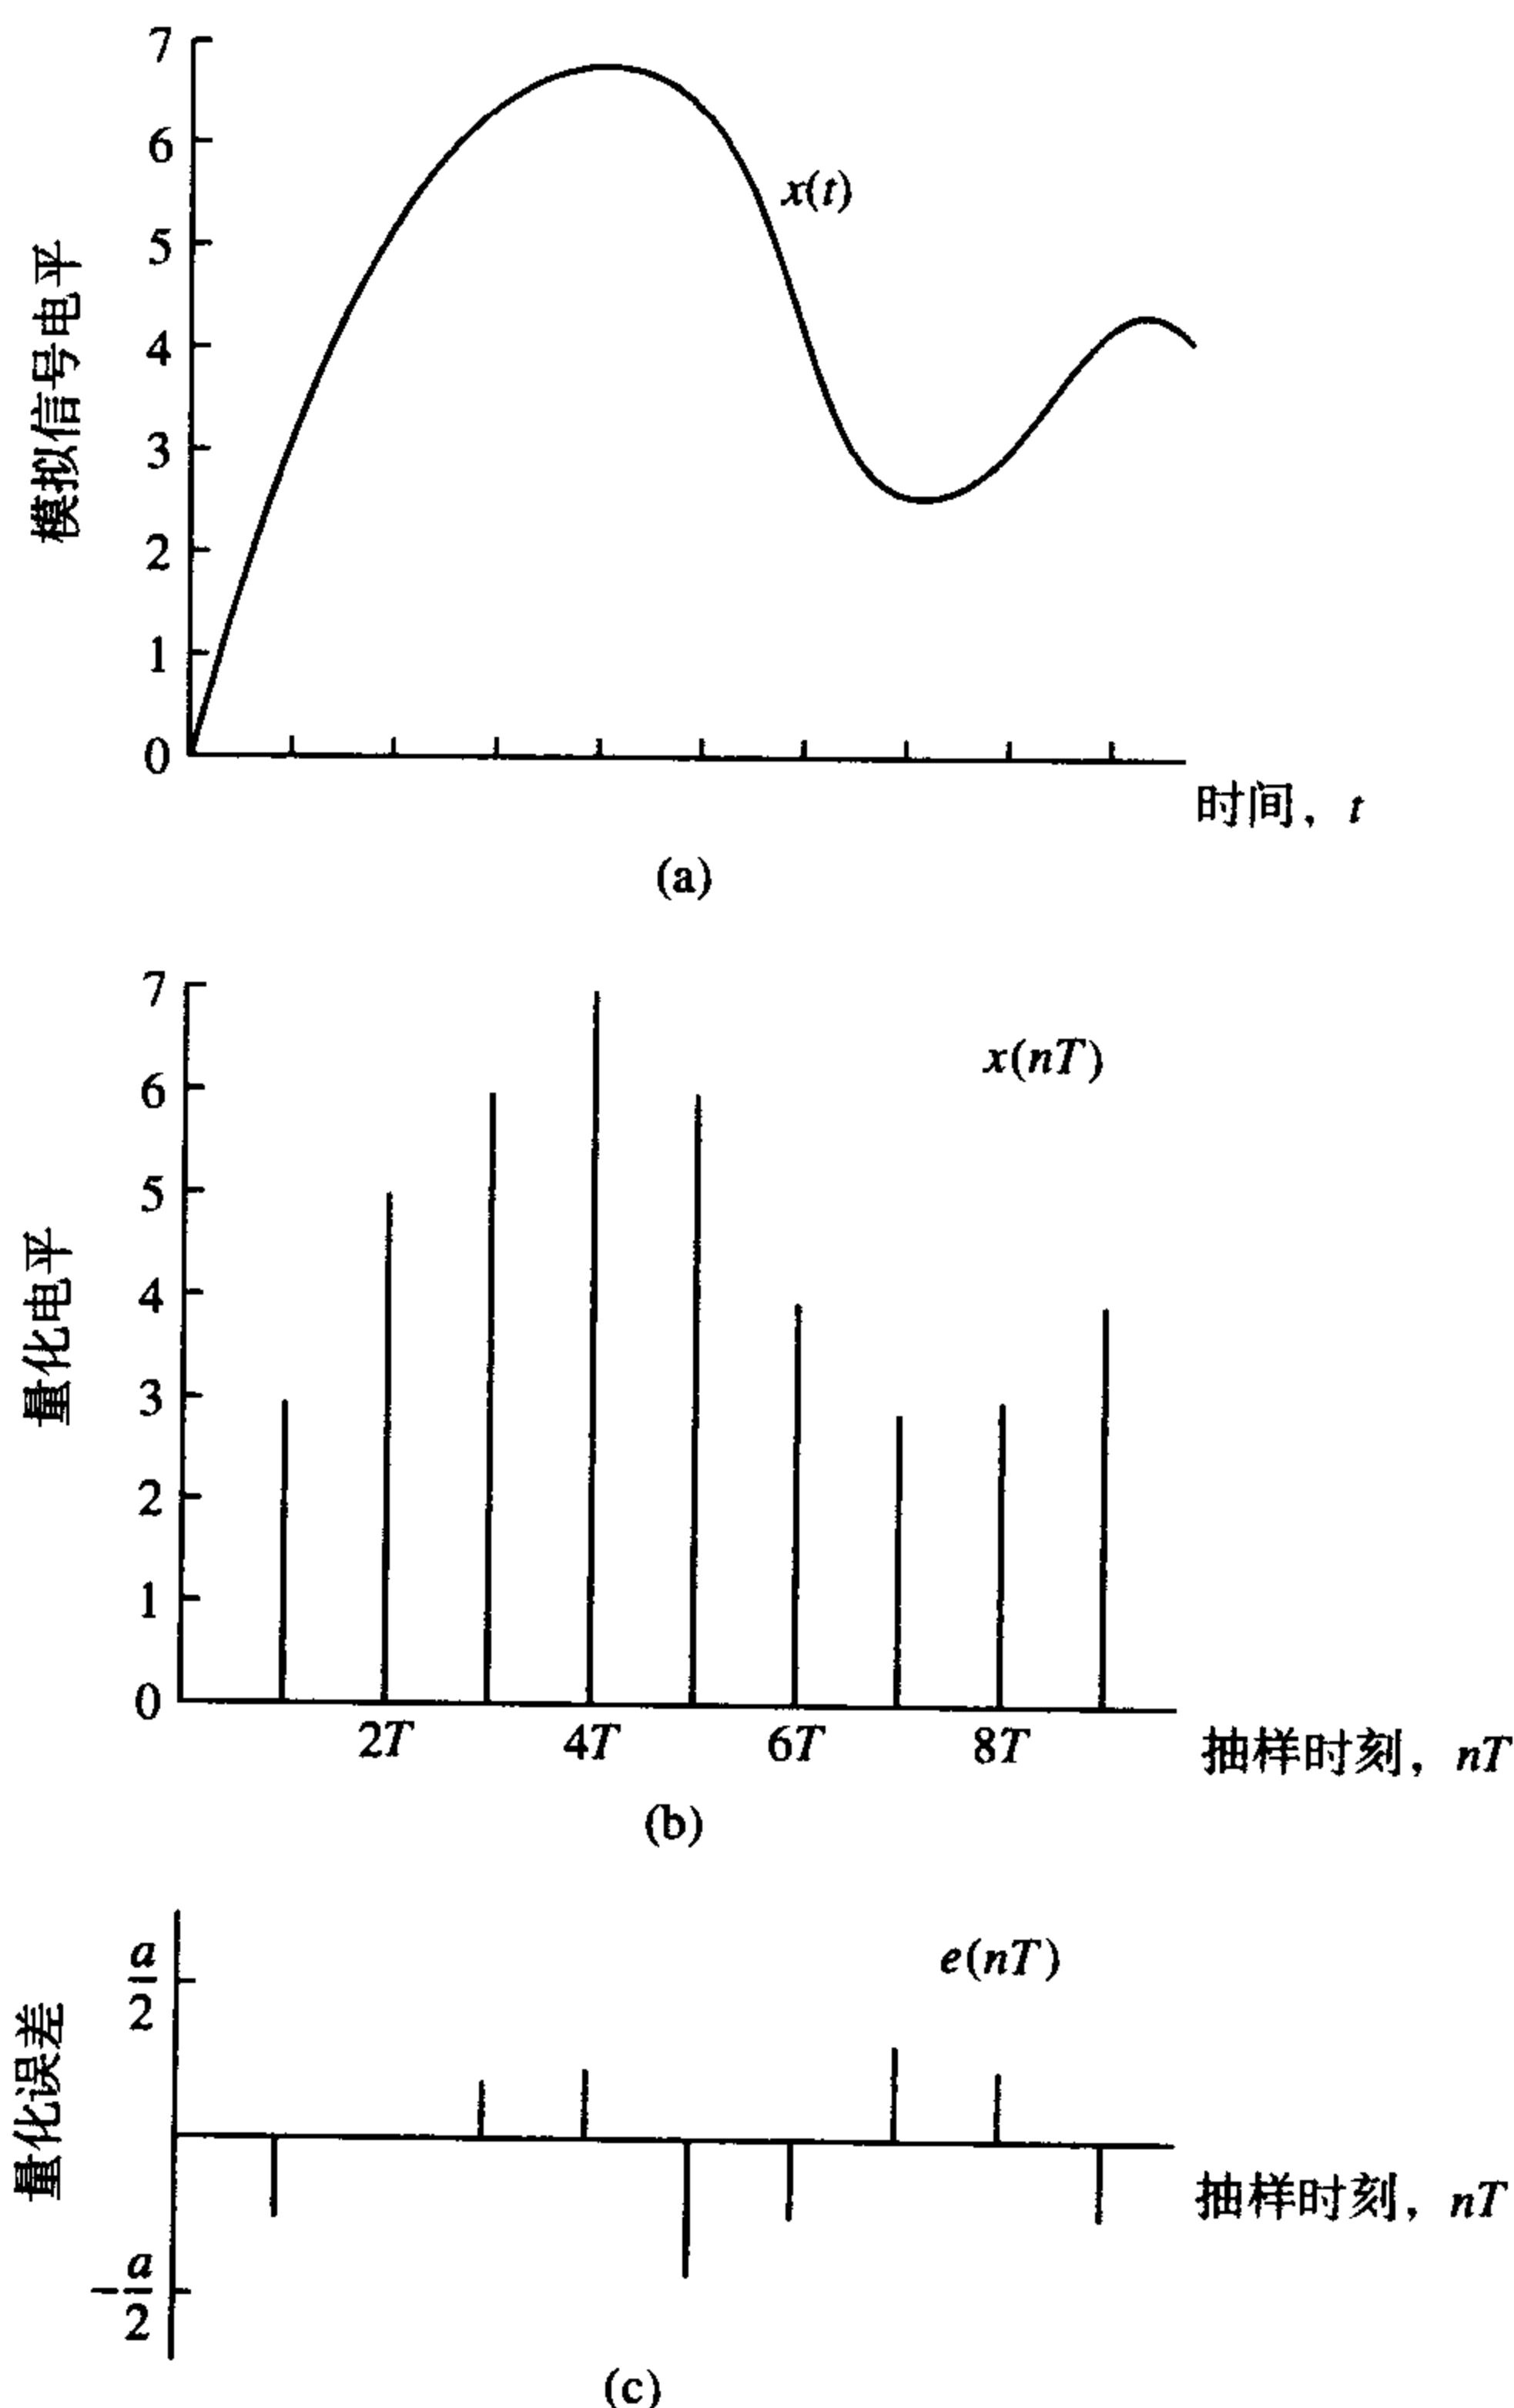 7
6
5
4
3
2
1
0
模拟信号电平
x(t)
时间，t
(a)
7
6
5
4
3
2
1
0
量化电平
x(nT)
2T 4T 6T 8T
抽样时刻，nT
(b)
a/2
-a/2
量化误差
e(nT)
抽样时刻，nT
(c)